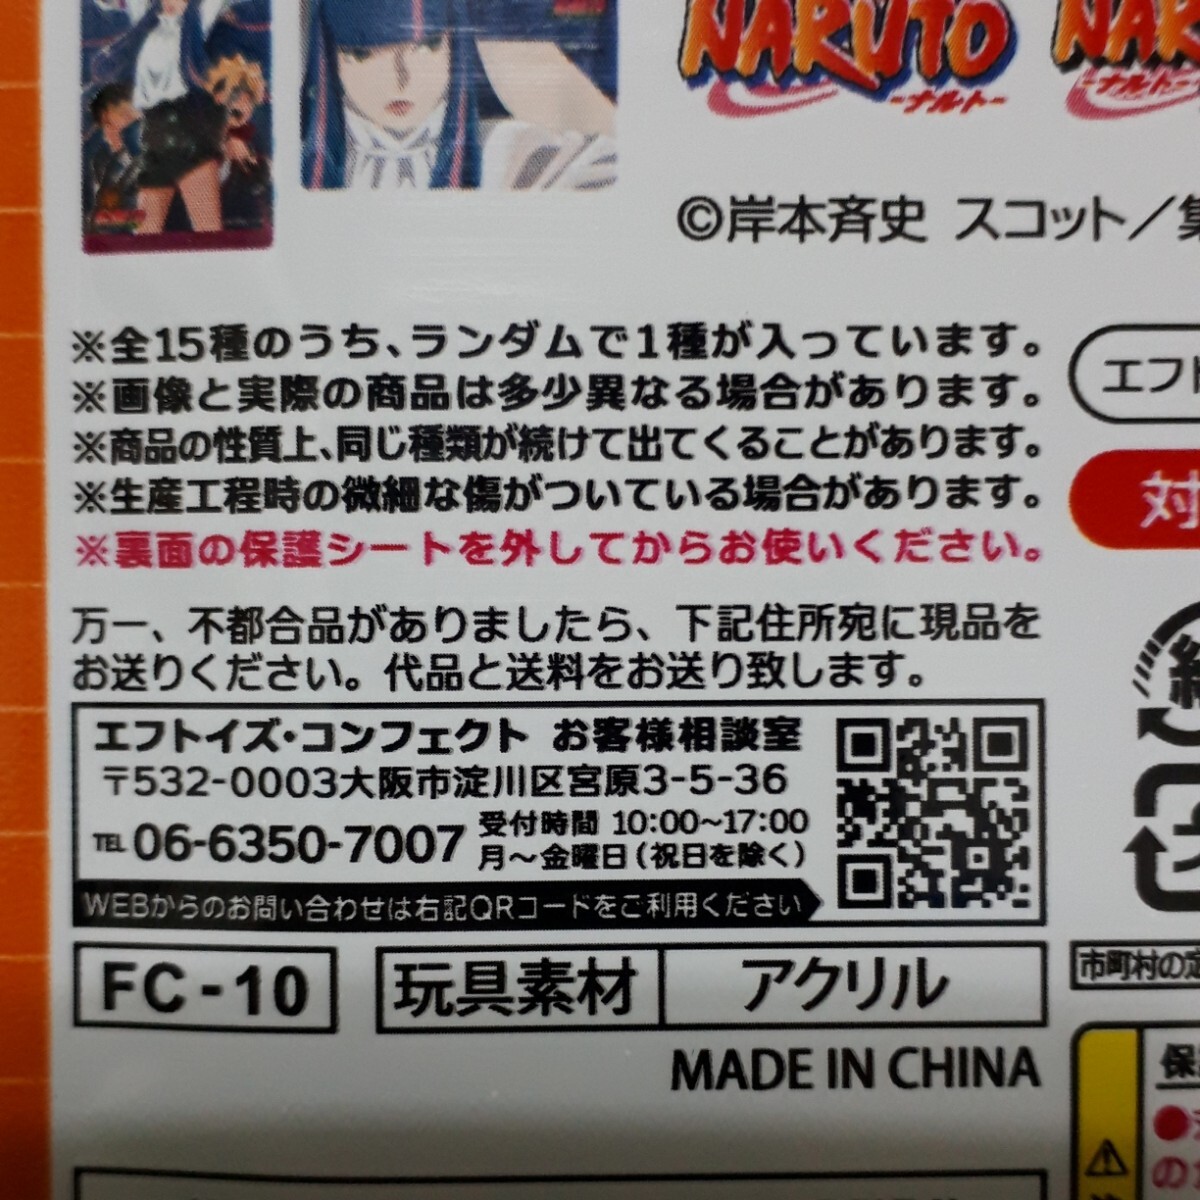 NARUTO
-ナルト-
-ナルト-
©岸本斉史 スコット／集
※全15種のうち、ランダムで1種が入っています。
※画像と実際の商品は多少異なる場合があります。
※商品の性質上、同じ種類が続けて出てくることがあります。
※生産工程時の微細な傷がついている場合があります。
※裏面の保護シートを外してからお使いください。
万一、不都合品がありましたら、下記住所宛に現品を
お送りください。代品と送料をお送り致します。
エフトイズ・コンフェクト お客様相談室
〒532-0003大阪市淀川区宮原3-5-36
TEL 06-6350-7007 受付時間 10:00~17:00
月~金曜日(祝日を除く)
WEBからのお問い合わせは右記QRコードをご利用ください
FC-10
玩具素材 アクリル
MADE IN CHINA
エフト
対
市町村の